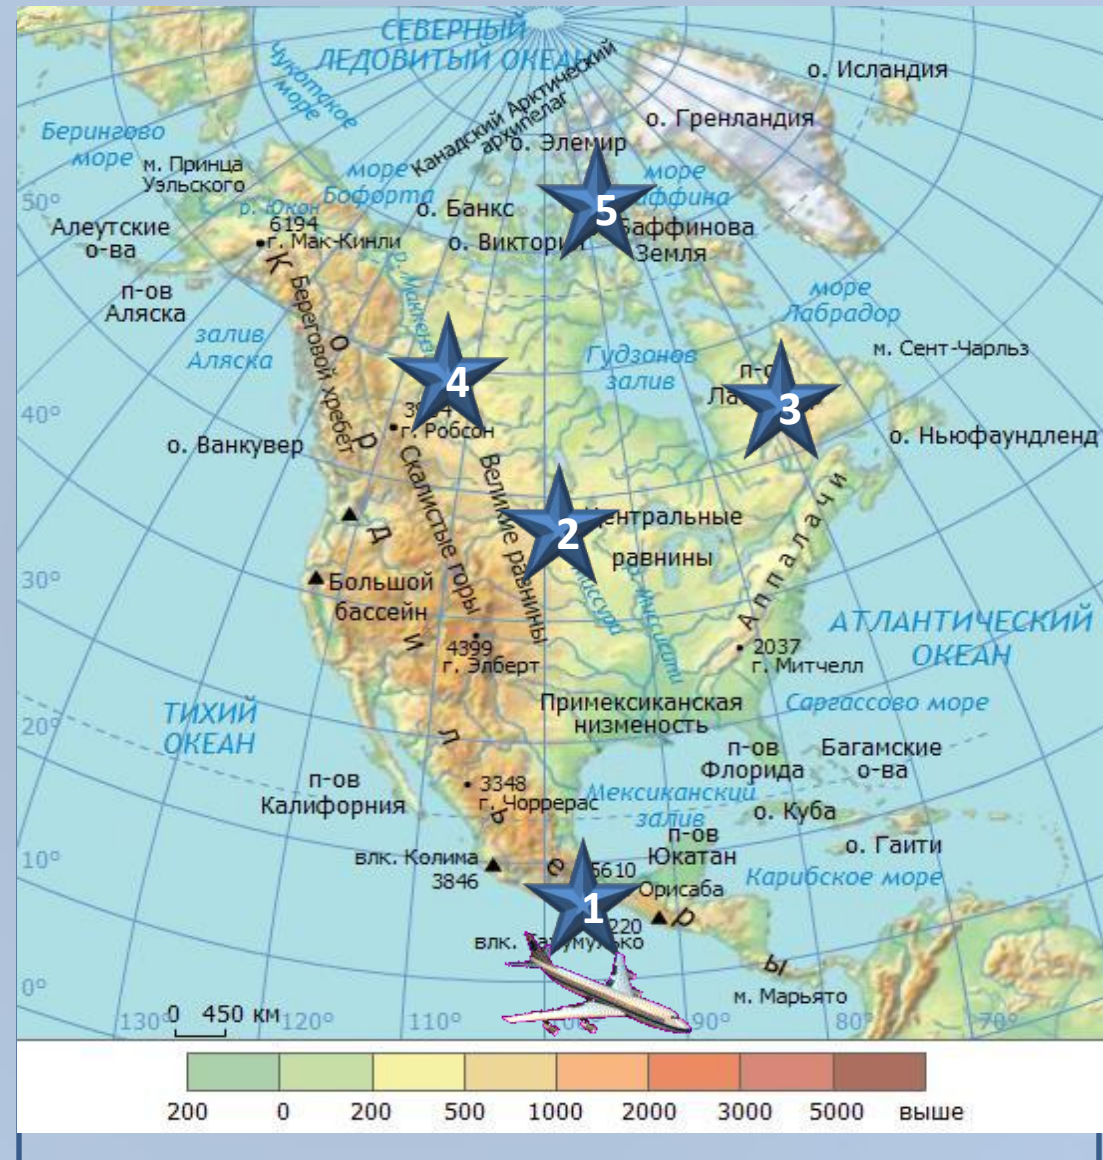 СЕВЕРНЫЙ
ЛЕДОВИТЫЙ ОКЕАН
Чукотское
море
Канадский Арктический
архипелаг
о. Исландия
о. Гренландия
о. Элемир
Берингово
море
м. Принца
Уэльского
море
Бофорта
море
5
50°
р. Юкон
о. Банкс
Баффинова
Земля
Алеутские
о-ва
6194
г. Мак-Кинли
о. Виктория
п-ов
Аляска
Береговой хребет
море
Лабрадор
залив
Аляска
Гудзонов
залив
м. Сент-Чарльз
4
3
40°
г. Робсон
о. Ванкувер
о. Ньюфаундленд
Скалистые горы
Великие равнины
2
Центральные
равнины
Аппалачи
30°
Большой
бассейн
Кордильеры
АТЛАНТИЧЕСКИЙ
ОКЕАН
4399
г. Элберт
2037
г. Митчелл
20°
ТИХИЙ
ОКЕАН
Примексиканская
низменость
Саргассово море
п-ов
Флорида
Багамские
о-ва
п-ов
Калифорния
3348
г. Чоррерас
Мексиканский
залив
о. Куба
10°
п-ов
Юкатан
о. Гаити
влк. Колима
3846
5610
Орисаба
Карибское море
1
влк.
0°
м. Марьято
0 450 км
130° 120° 110° 100° 90° 80° 70°
200 0 200 500 1000 2000 3000 5000 выше